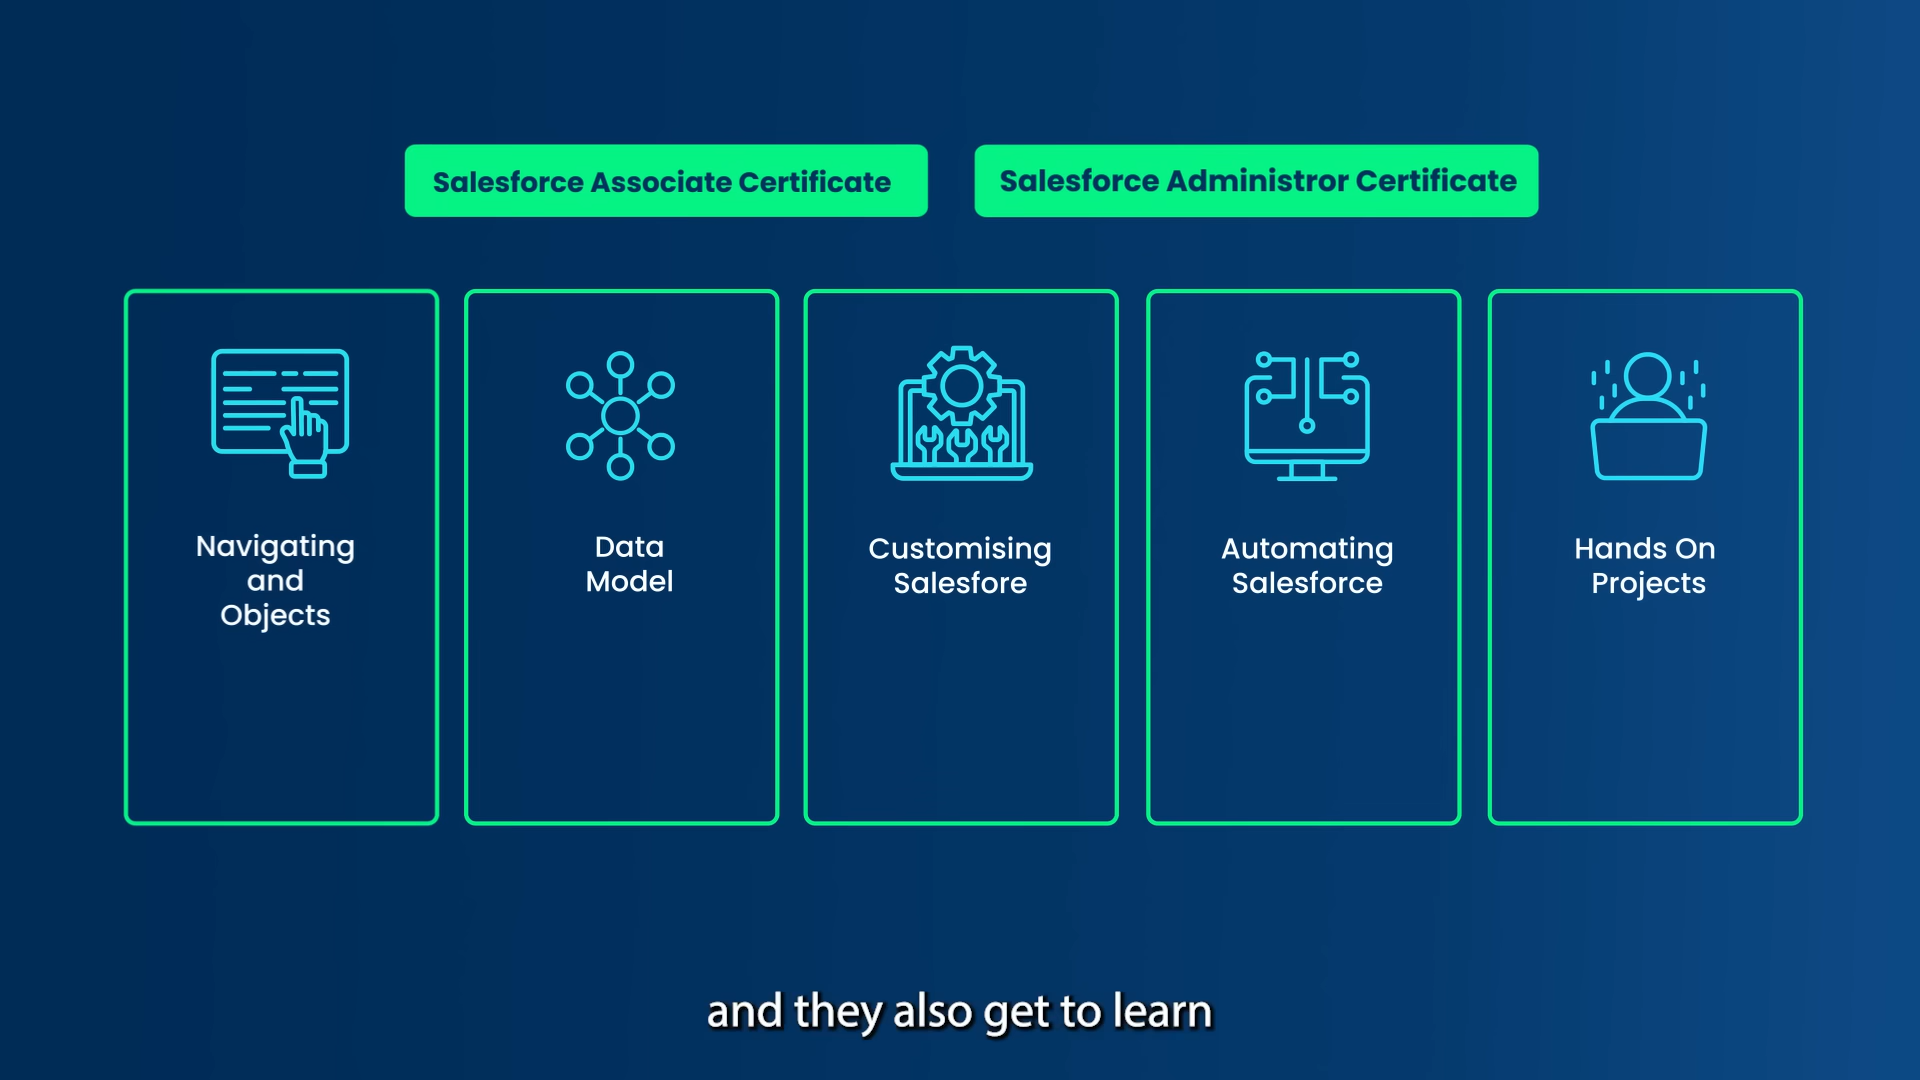 Salesforce Associate Certificate
Salesforce Administror Certificate
Navigating
and
Objects
Data
Model
Customising
Salesfore
Automating
Salesforce
Hands On
Projects
and they also get to learn